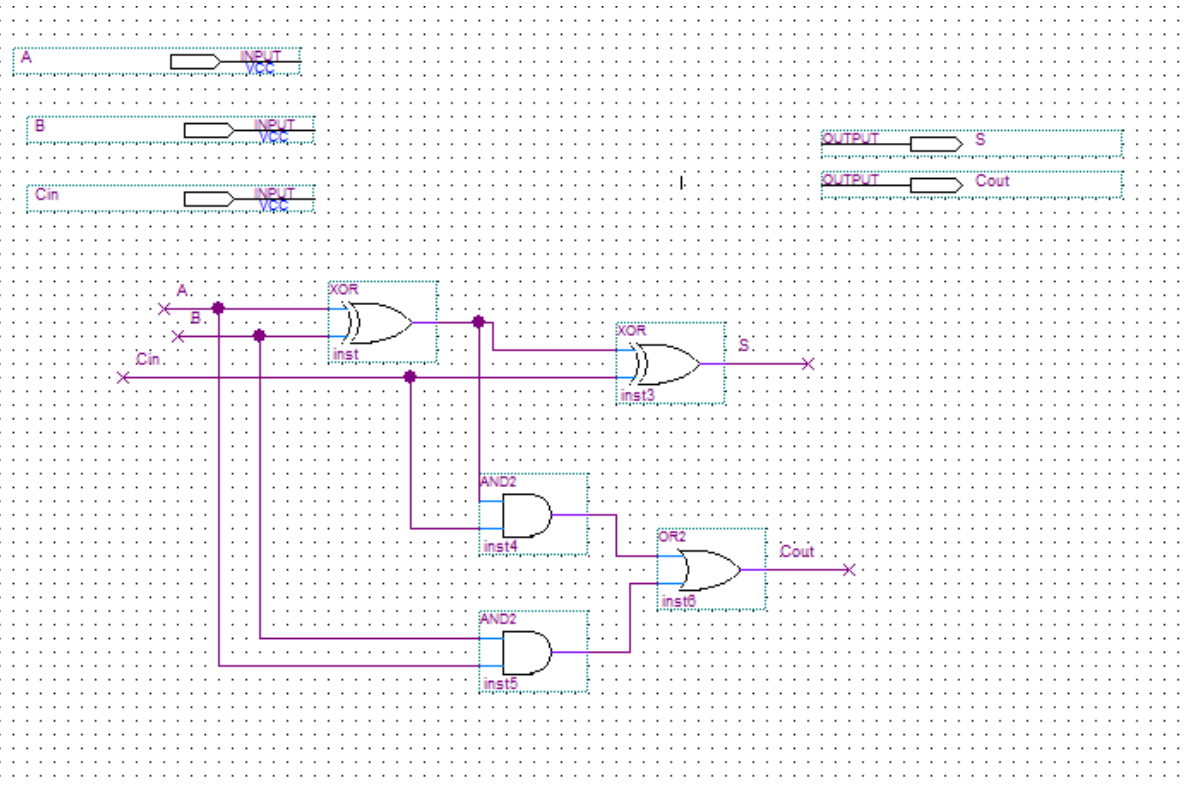 A
INPUT
VCC
B
INPUT
VCC
OUTPUT S
Cin
INPUT
VCC
OUTPUT Cout
A.
XOR
B.
inst
Cin.
XOR
S.
inst3
AND2
inst4
OR2
Cout
inst6
AND2
inst5